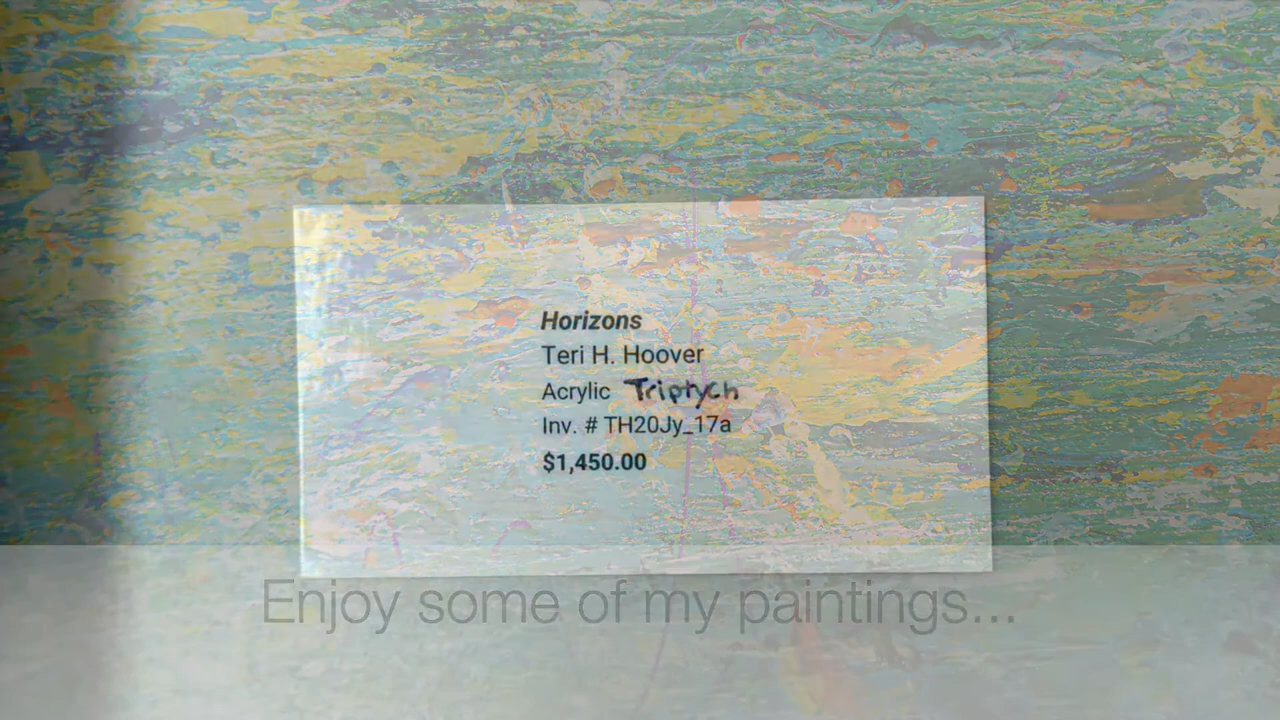 Horizons
Teri H. Hoover
Acrylic Triptych
Inv. # TH20Jy_17a
$1,450.00
Enjoy some of my paintings...